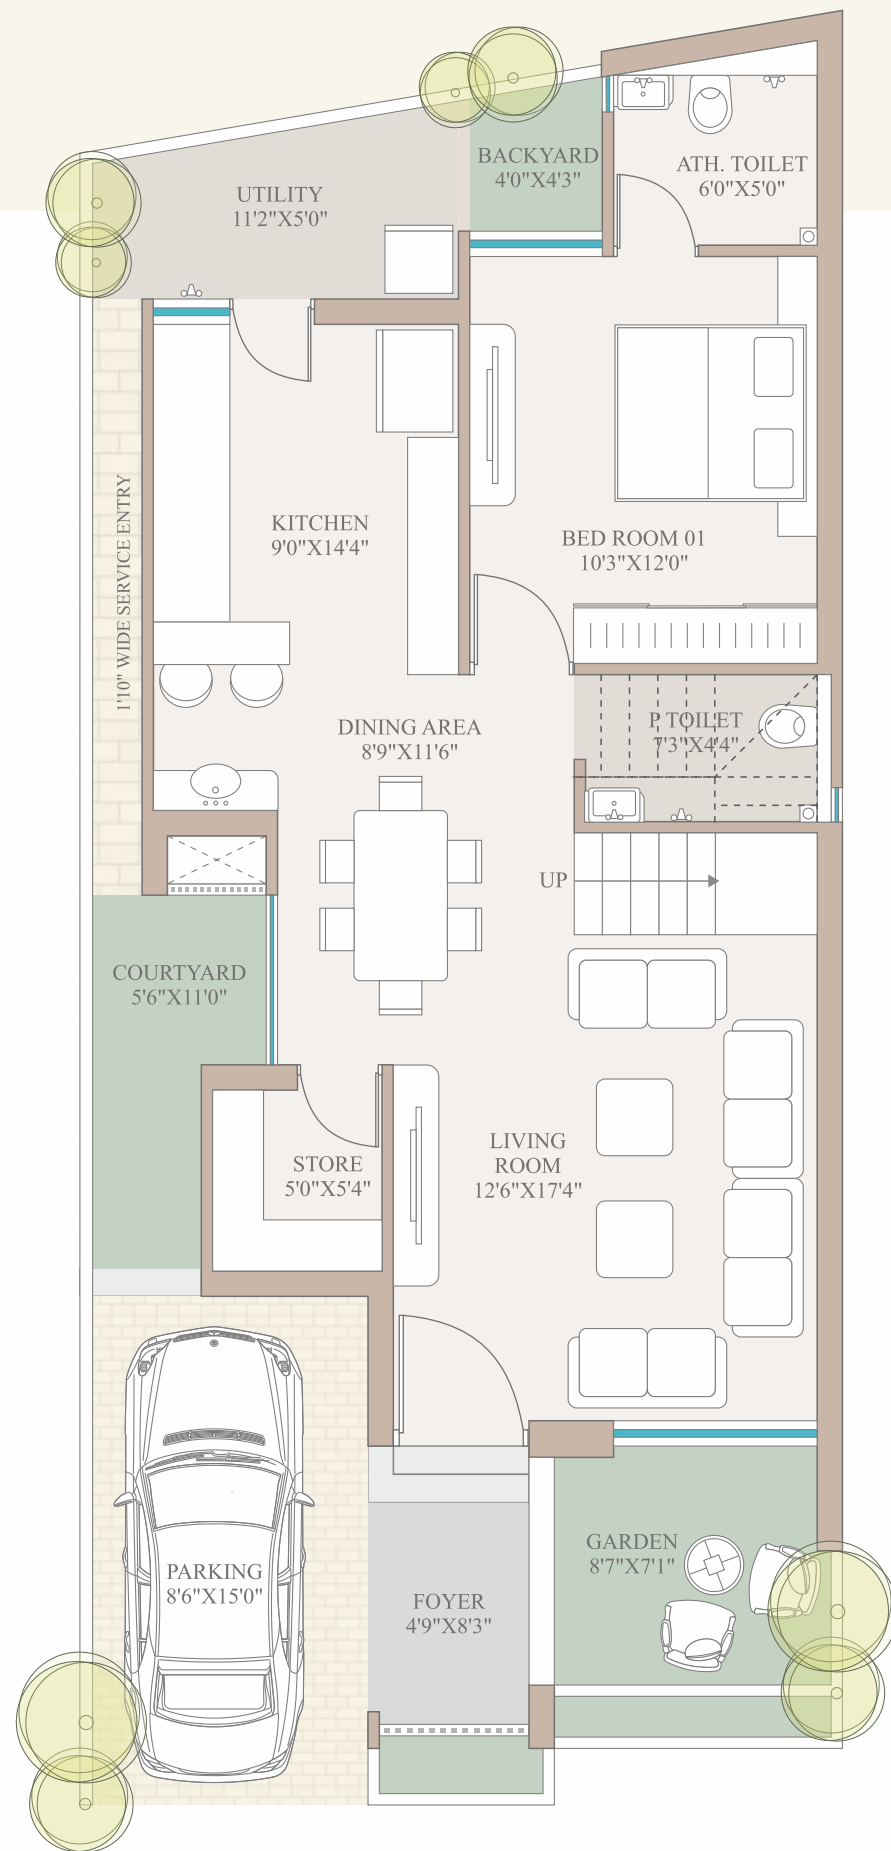 BACKYARD
4'0"X4'3"
ATH. TOILET
6'0"X5'0"
UTILITY
11'2"X5'0"
KITCHEN
9'0"X14'4"
BED ROOM 01
10'3"X12'0"
1'10" WIDE SERVICE ENTRY
DINING AREA
8'9"X11'6"
P TOILET
7'3"X4'4"
UP
COURTYARD
5'6"X11'0"
STORE
5'0"X5'4"
LIVING
ROOM
12'6"X17'4"
GARDEN
8'7"X7'1"
PARKING
8'6"X15'0"
FOYER
4'9"X8'3"